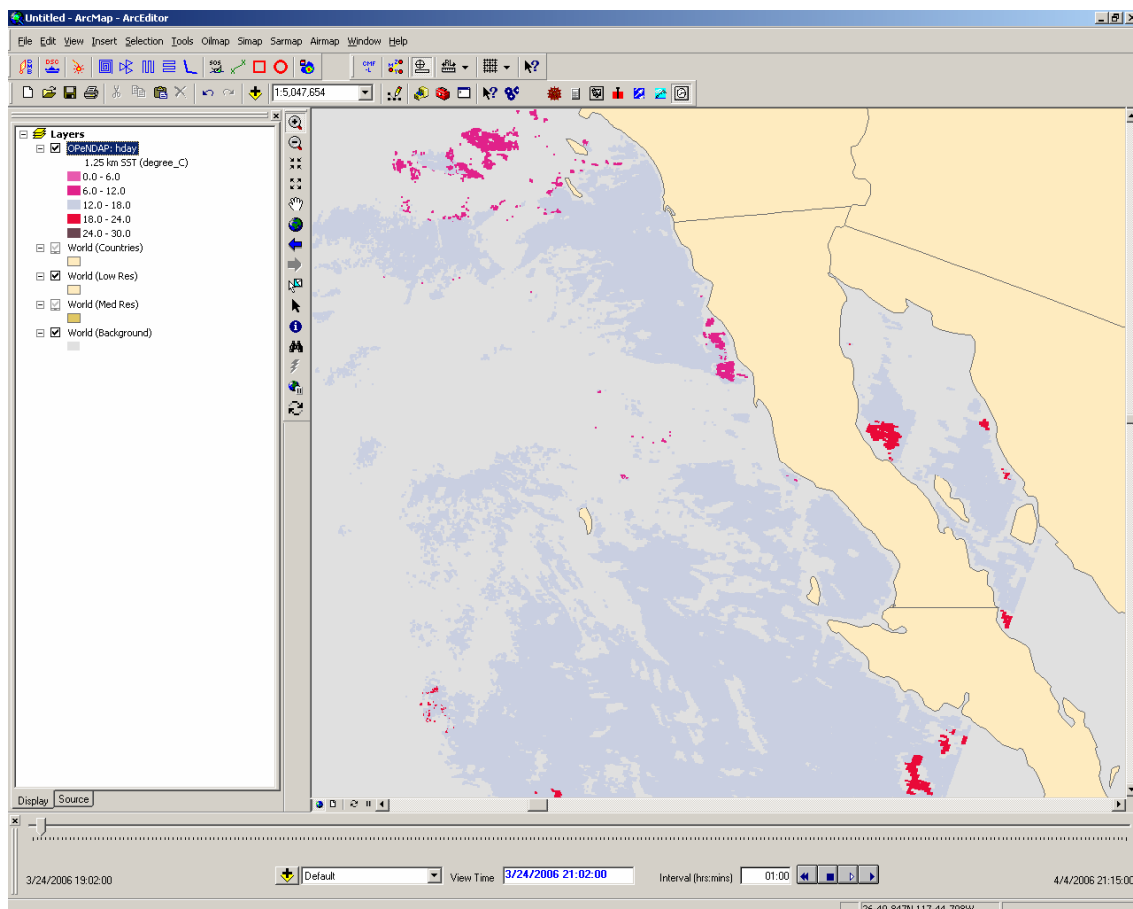 Untitled - ArcMap - ArcEditor
File Edit View Insert Selection Tools Oilmap Simap Sarmap Airmap Window Help
DSC SOS CMF -L
1:5,047,654
Layers
OPeNDAP: hday
1.25 km SST (degree_C)
0.0 - 6.0
6.0 - 12.0
12.0 - 18.0
18.0 - 24.0
24.0 - 30.0
World (Countries)
World (Low Res)
World (Med Res)
World (Background)
Display Source
3/24/2006 19:02:00 Default View Time 3/24/2006 21:02:00 Interval (hrs:mins) 01:00 4/4/2006 21:15:00